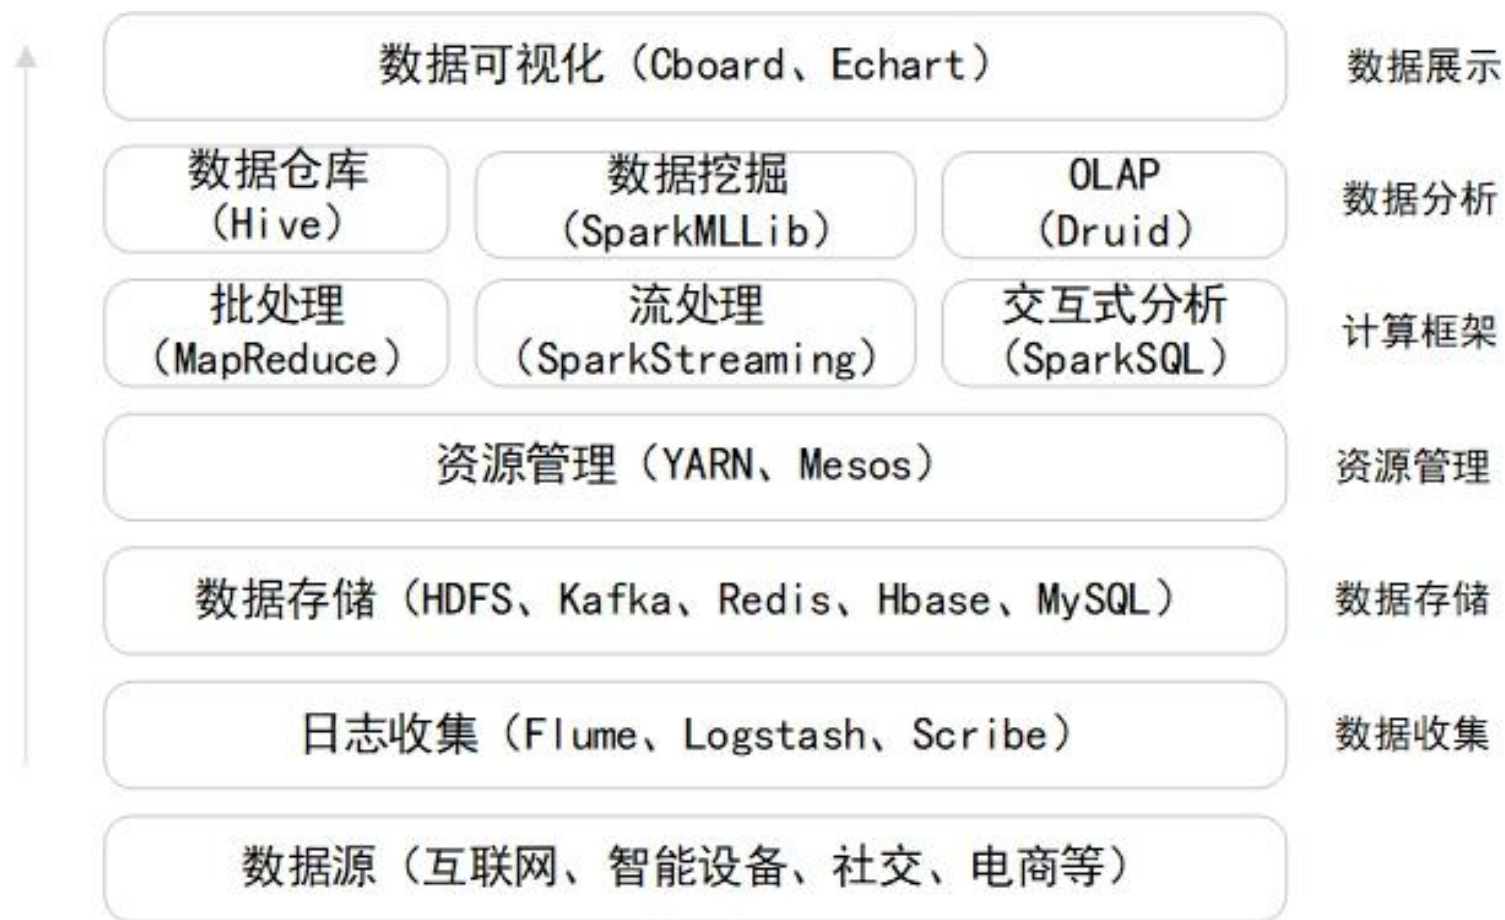 数据可视化（Cboard、Echart）
数据展示
数据仓库
（Hive）
数据挖掘
（SparkMLLib）
OLAP
（Druid）
数据分析
批处理
（MapReduce）
流处理
（SparkStreaming）
交互式分析
（SparkSQL）
计算框架
资源管理（YARN、Mesos）
资源管理
数据存储（HDFS、Kafka、Redis、Hbase、MySQL）
数据存储
日志收集（Flume、Logstash、Scribe）
数据收集
数据源（互联网、智能设备、社交、电商等）